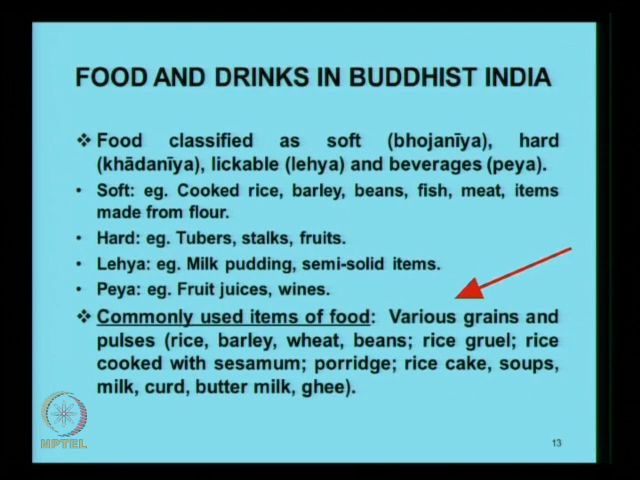 FOOD AND DRINKS IN BUDDHIST INDIA
❖ Food classified as soft (bhojanīya), hard
(khādanīya), lickable (lehya) and beverages (peya).
• Soft: eg. Cooked rice, barley, beans, fish, meat, items
made from flour.
• Hard: eg. Tubers, stalks, fruits.
• Lehya: eg. Milk pudding, semi-solid items.
• Peya: eg. Fruit juices, wines.
❖ Commonly used items of food: Various grains and
pulses (rice, barley, wheat, beans; rice gruel; rice
cooked with sesamum; porridge; rice cake, soups,
milk, curd, butter milk, ghee).
NPTEL
13